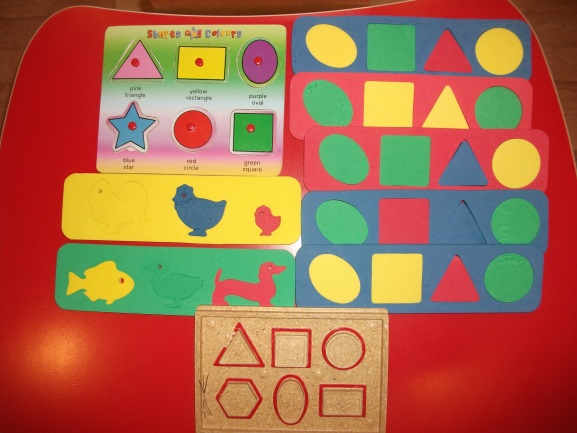 Shapes and Colours
pink
triangle
yellow
rectangle
purple
oval
blue
star
red
circle
green
square